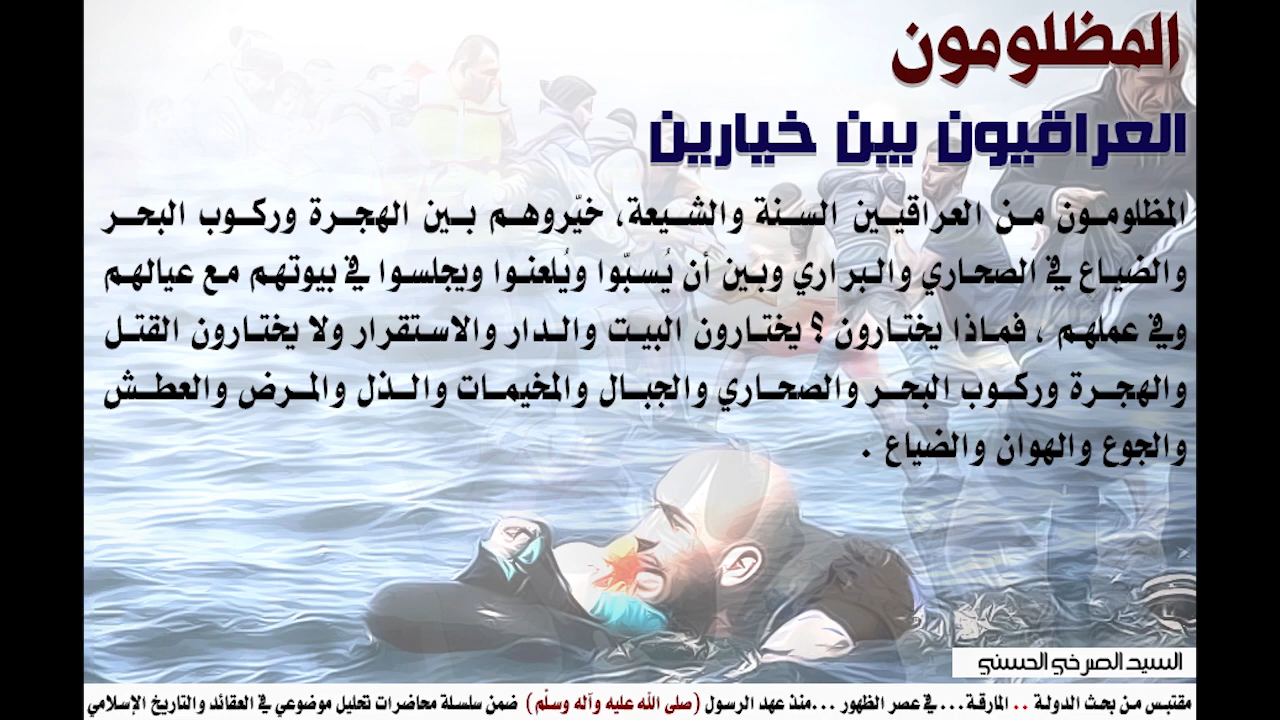 المظلومون
العراقيون بين خيارين
المظلومون من العراقيين السنة والشيعة، خيّروهم بين الهجرة وركوب البحر
والضياع في الصحاري والبراري وبين أن يُسبّوا ويُلعنوا ويجلسوا في بيوتهم مع عيالهم
وفي عملهم ، فماذا يختارون ؟ يختارون البيت والدار والاستقرار ولا يختارون القتل
والهجرة وركوب البحر والصحاري والجبال والمخيمات والذل والمرض والعطش
والجوع والهوان والضياع .
السيد الصرخي الحسني
مقتبس من بحث الدولة .. المارقة...في عصر الظهور ...منذ عهد الرسول (صلى الله عليه وآله وسلّم) ضمن سلسلة محاضرات تحليل موضوعي في العقائد والتاريخ الإسلامي